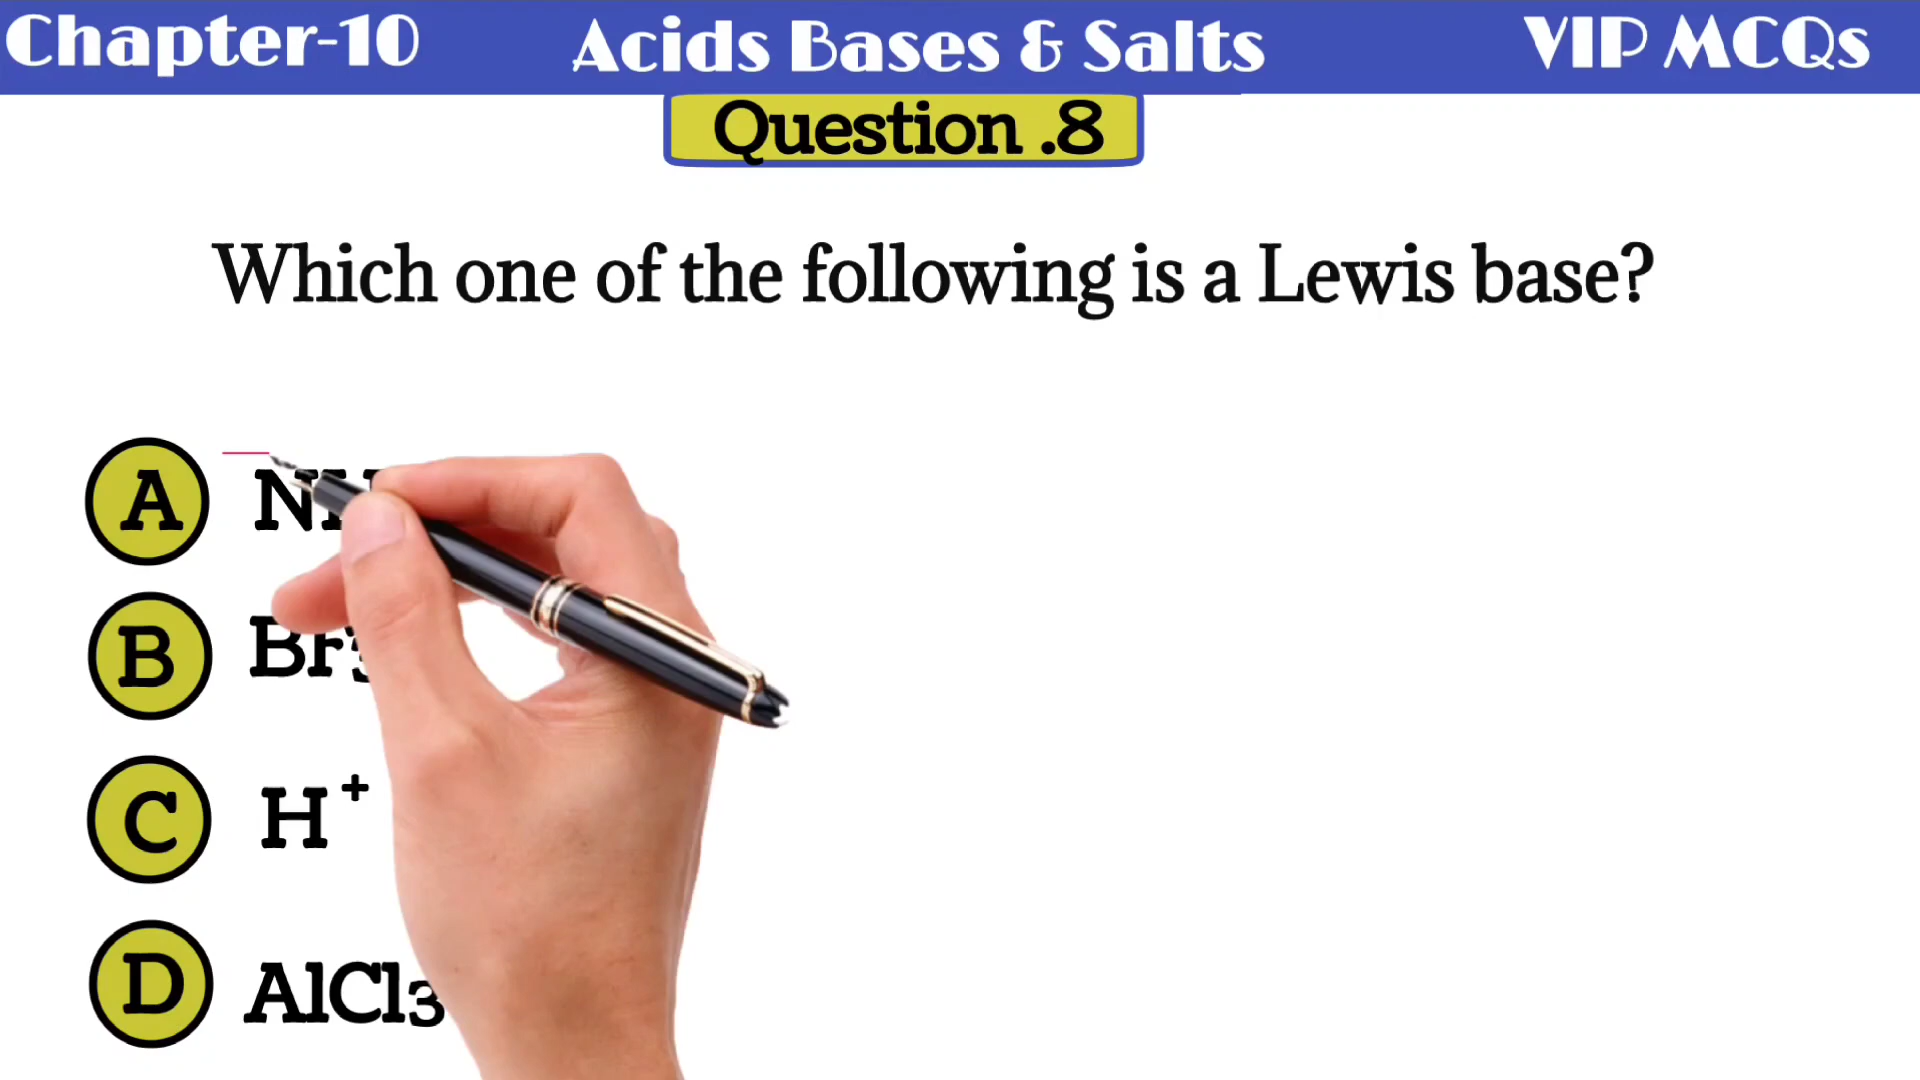 Chapter-10 Acids Bases & Salts VIP MCQs
Question .8
Which one of the following is a Lewis base?
A
B
C H⁺
D AlCl3